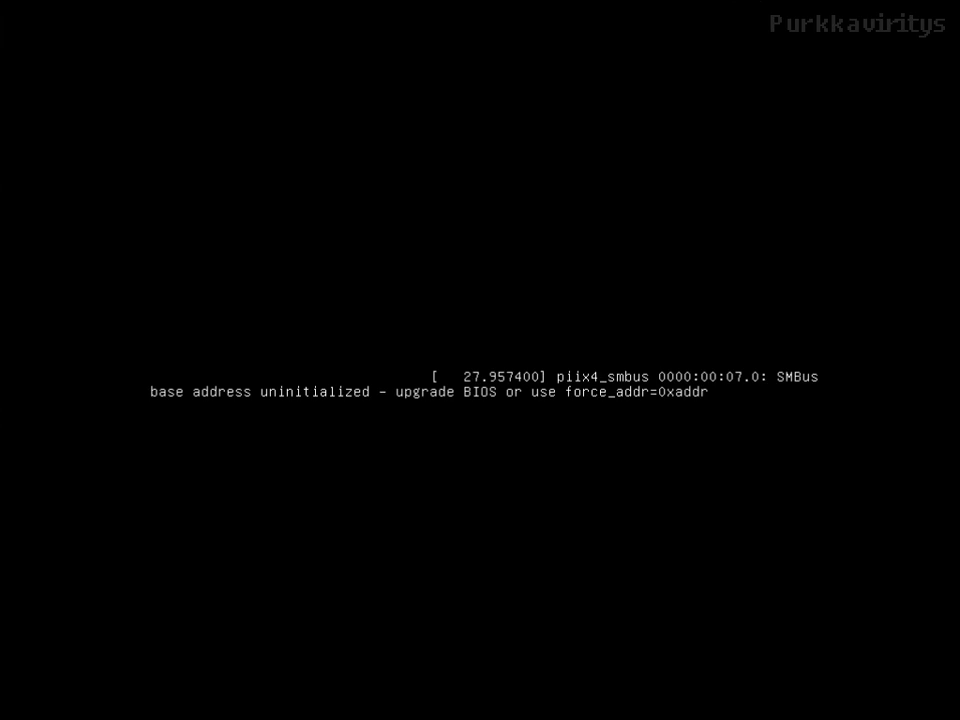 Purkkaviritys
[   27.957400] piix4_smbus 0000:00:07.0: SMBus
base address uninitialized - upgrade BIOS or use force_addr=0xaddr